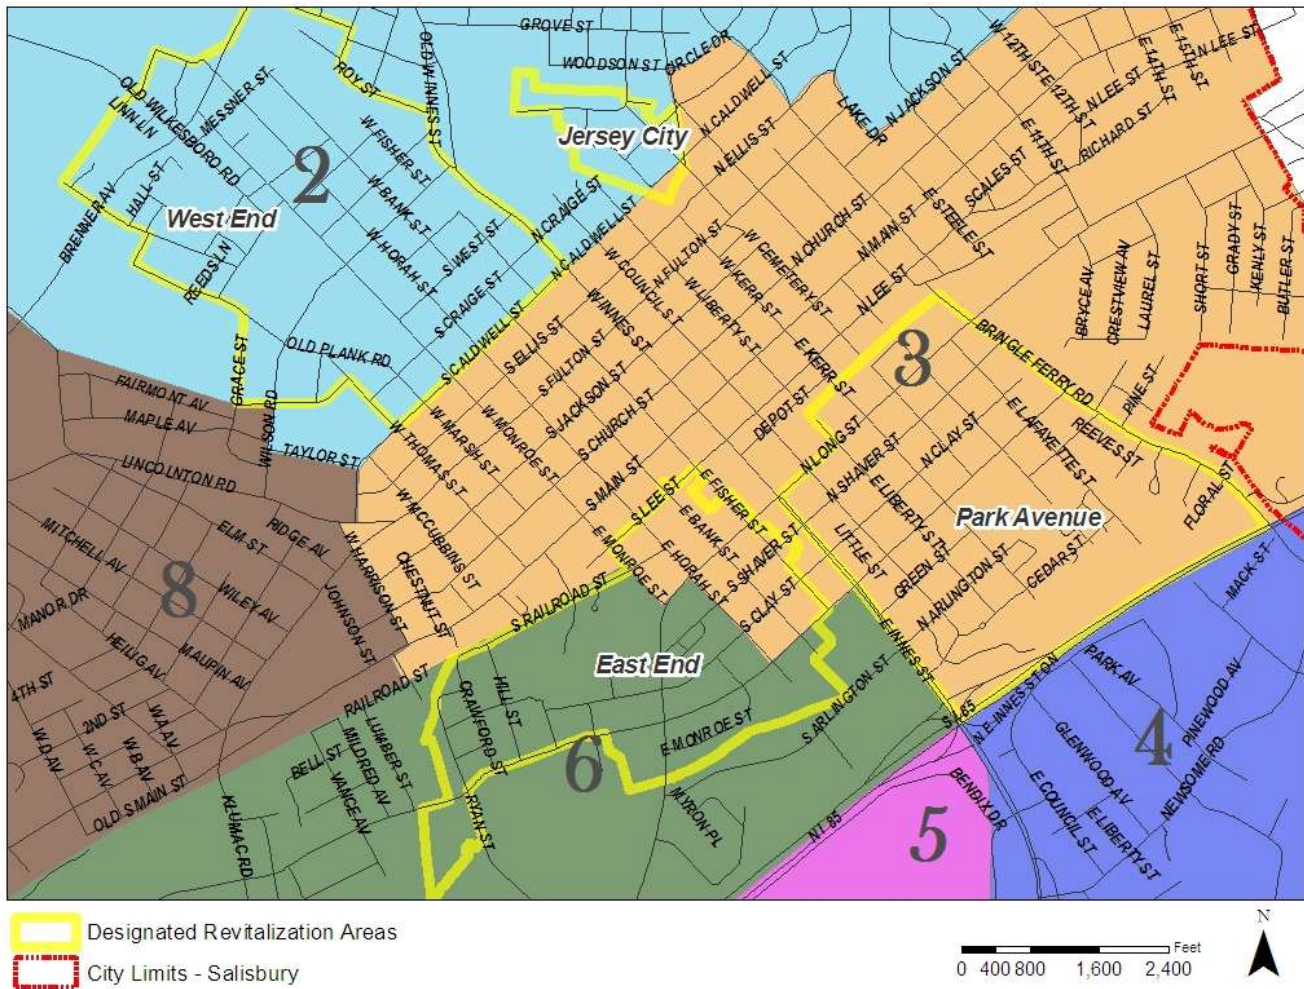 GROVE ST
WOODSON ST
CIRCLE DR
OLD W INNES ST
ROY ST
OLD WILKESBORO RD
MESSNER ST
LINN LN
W FISHER ST
Jersey City
N CALDWELL ST
N ELLIS ST
LAKE DR
N JACKSON ST
W 12TH ST
E 12TH ST
E 14TH ST
E 15TH ST
N LEE ST
N LEE ST
RICHARD ST
E 11TH ST
SCALES ST
E STEELE ST
2
West End
BRENNER AV
HALL ST
REEDS LN
W BANK ST
W HORAH ST
S WEST ST
N CRAIGE ST
S CRAIGE ST
N CALDWELL ST
S CALDWELL ST
OLD PLANK RD
GRACE ST
WILSON RD
TAYLOR ST
N CHURCH ST
N MAIN ST
N LEE ST
W CEMETERY ST
W KERR ST
W LIBERTY ST
N FULTON ST
W COUNCIL ST
W INNES ST
S ELLIS ST
S FULTON ST
S JACKSON ST
S CHURCH ST
S MAIN ST
S LEE ST
W MONROE ST
W MARSH ST
W THOMAS ST
W MCCUBBINS ST
CHESTNUT ST
W HARRISON ST
E KERR ST
DEPOT ST
N LONG ST
3
BRINGLE FERRY RD
BRYCE AV
CRESTVIEW AV
LAUREL ST
SHORT ST
GRADY ST
KENLY ST
BUTLER ST
PINE ST
REEVES ST
E LAFAYETTE ST
N CLAY ST
N SHAVER ST
E LIBERTY ST
Park Avenue
FLORAL ST
LITTLE ST
GREEN ST
CEDAR ST
N ARLINGTON ST
E FISHER ST
E BANK ST
E HORAH ST
S SHAVER ST
S CLAY ST
E MONROE ST
S RAILROAD ST
East End
E INNES ST
FAIRMONT AV
MAPLE AV
LINCOLNTON RD
MITCHELL AV
ELM ST
RIDGE AV
8
WILEY AV
MANOR DR
HEILIG AV
MAUPIN AV
JOHNSON ST
4TH ST
2ND ST
W A AV
W B AV
W C AV
W D AV
OLD S MAIN ST
RAILROAD ST
BELL ST
LUMBER ST
MILDRED AV
VANCE AV
KLUMAC RD
CRAWFORD ST
HILL ST
RYAN ST
6
E MONROE ST
S ARLINGTON ST
MYRON PL
N I 85
S I 85
N E-INNES ST ON
5
BENDIX DR
4
PARK AV
MACK ST
PINEWOOD AV
GLENWOOD AV
NEWSOME RD
E COUNCIL ST
E LIBERTY ST
Designated Revitalization Areas
City Limits - Salisbury
N
Feet
0 400 800 1,600 2,400